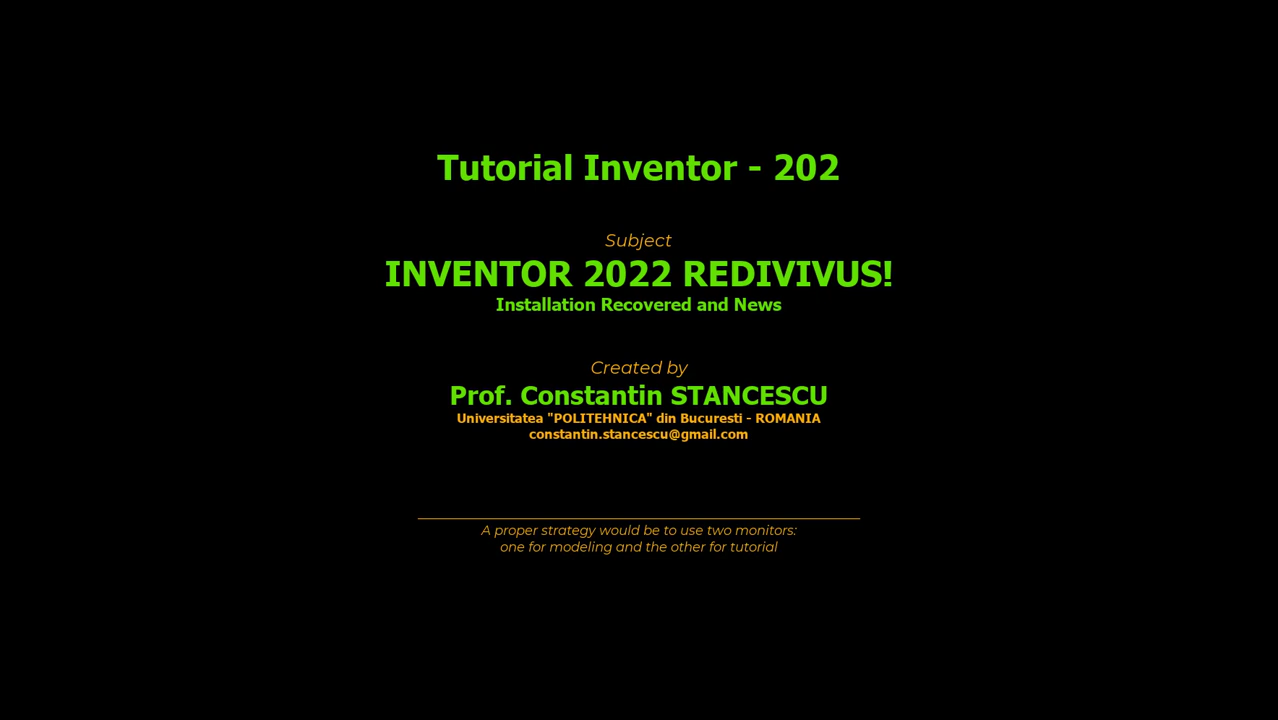 Tutorial Inventor - 202
Subject
INVENTOR 2022 REDIVIVUS!
Installation Recovered and News
Created by
Prof. Constantin STANCESCU
Universitatea "POLITEHNICA" din Bucuresti - ROMANIA
constantin.stancescu@gmail.com
A proper strategy would be to use two monitors:
one for modeling and the other for tutorial